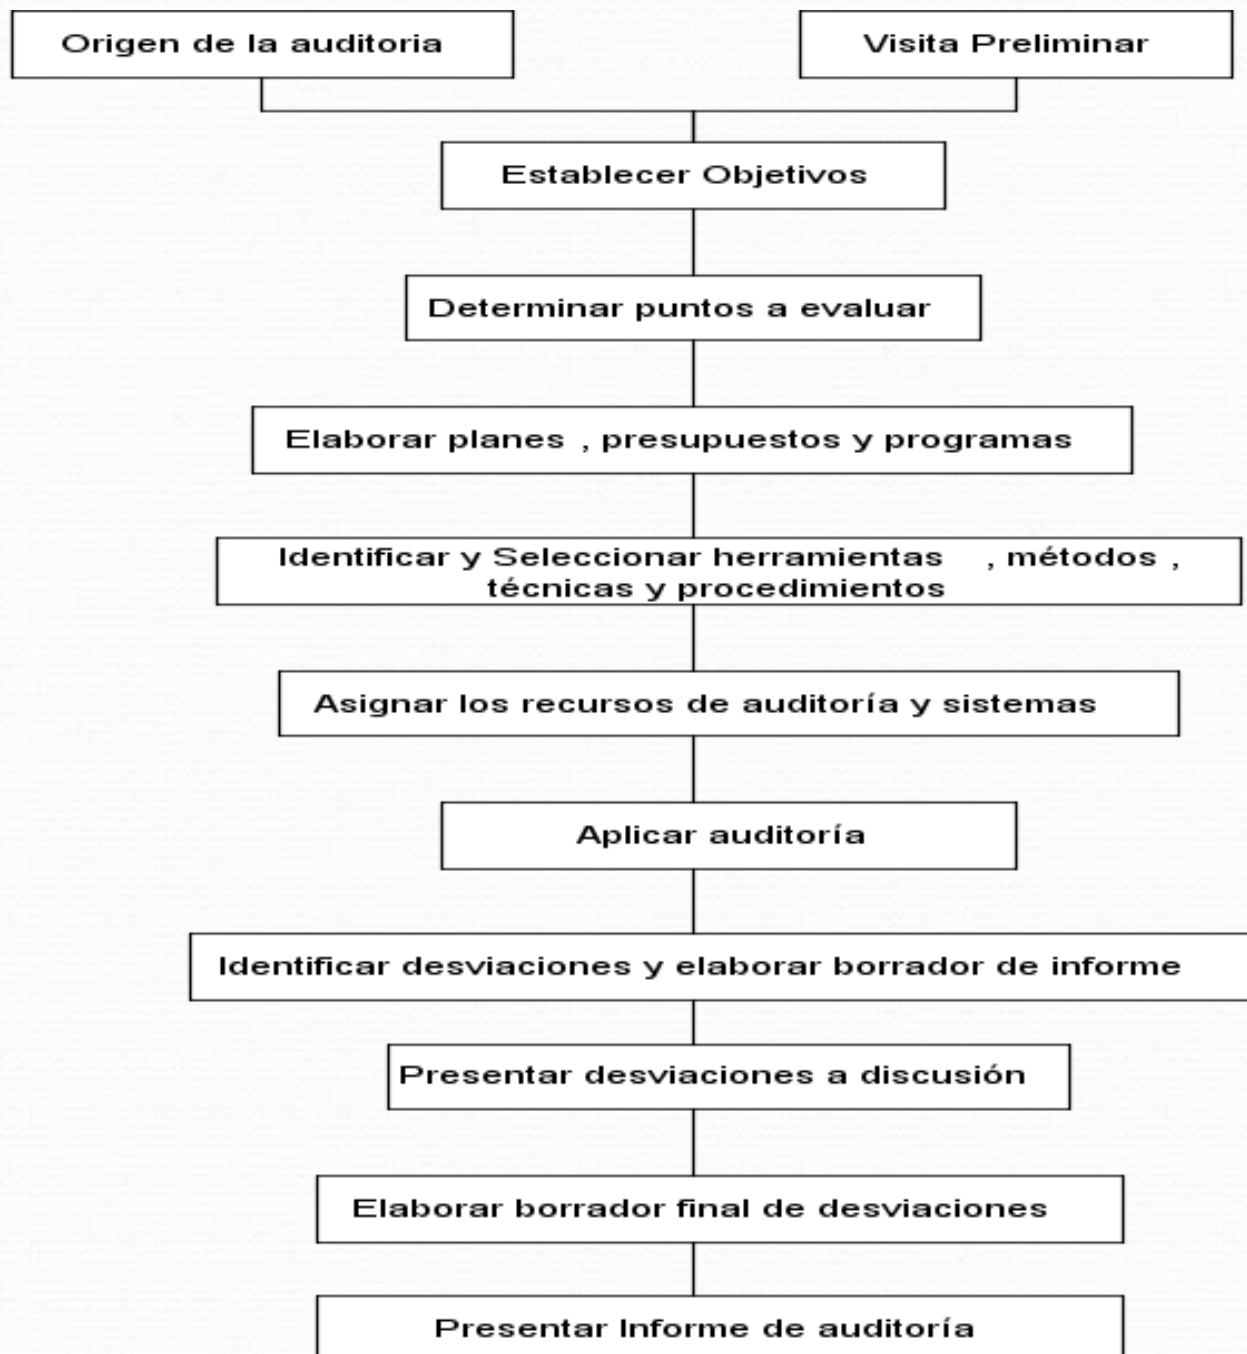 Origen de la auditoria
Visita Preliminar
Establecer Objetivos
Determinar puntos a evaluar
Elaborar planes , presupuestos y programas
Identificar y Seleccionar herramientas , métodos ,
técnicas y procedimientos
Asignar los recursos de auditoría y sistemas
Aplicar auditoría
Identificar desviaciones y elaborar borrador de informe
Presentar desviaciones a discusión
Elaborar borrador final de desviaciones
Presentar Informe de auditoría